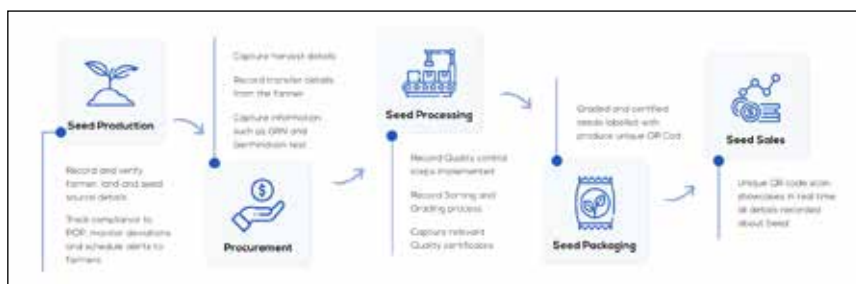 Seed Production
Record and verify
farmer, land and seed
source details
Track compliance to
POP, monitor deviations
and schedule alerts to
farmers
Capture harvest details
Record transfer details
from the farmer
Capture information
such as GRN and
germination test
Procurement
Seed Processing
Record Quality control
steps implemented
Record Sorting and
Grading process
Capture relevant
Quality certificates
Graded and certified
seeds labelled with
produce unique QR Cod
Seed Packaging
Seed Sales
Unique QR code scan
showcases in real time
all details recorded
about Seed